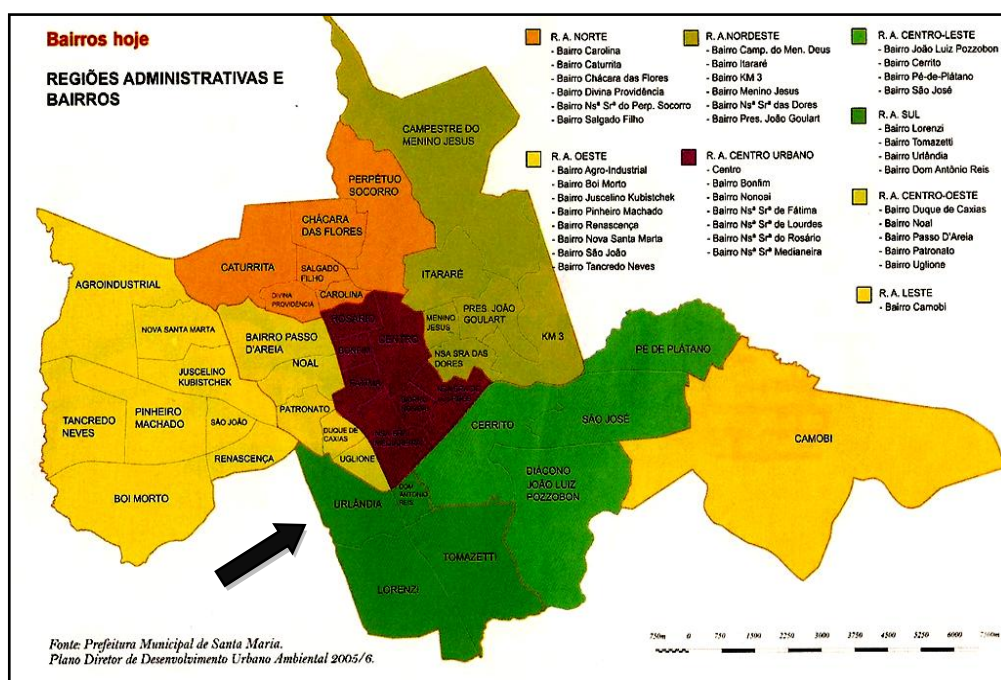 Bairros hoje
REGIÕES ADMINISTRATIVAS E
BAIRROS
R. A. NORTE
- Bairro Carolina
- Bairro Caturrita
- Bairro Chácara das Flores
- Bairro Divina Providência
- Bairro Nsª Srª do Perp. Socorro
- Bairro Salgado Filho
R. A. OESTE
- Bairro Agro-Industrial
- Bairro Boi Morto
- Bairro Juscelino Kubistchek
- Bairro Pinheiro Machado
- Bairro Renascença
- Bairro Nova Santa Marta
- Bairro São João
- Bairro Tancredo Neves
R. A.NORDESTE
- Bairro Camp. do Men. Deus
- Bairro Itararé
- Bairro KM 3
- Bairro Menino Jesus
- Bairro Nsª Srª das Dores
- Bairro Pres. João Goulart
R. A. CENTRO URBANO
- Centro
- Bairro Bonfim
- Bairro Nonoai
- Bairro Nsª Srª de Fátima
- Bairro Nsª Srª de Lourdes
- Bairro Nsª Srª do Rosário
- Bairro Nsª Srª Medianeira
R. A. CENTRO-LESTE
- Bairro João Luiz Pozzobon
- Bairro Cerrito
- Bairro Pé-de-Plátano
- Bairro São José
R. A. SUL
- Bairro Lorenzi
- Bairro Tomazetti
- Bairro Urlândia
- Bairro Dom Antônio Reis
R. A. CENTRO-OESTE
- Bairro Duque de Caxias
- Bairro Noal
- Bairro Passo D'Areia
- Bairro Patronato
- Bairro Uglione
R. A. LESTE
- Bairro Camobi
CAMPESTRE DO
MENINO JESUS
PERPÉTUO
SOCORRO
CHÁCARA
DAS FLORES
CATURRITA
SALGADO
FILHO
ITARARÉ
AGROINDUSTRIAL
DIVINA
PROVIDÊNCIA
CAROLINA
ROSÁRIO
MENINO
JESUS
PRES. JOÃO
GOULART
NOVA SANTA MARTA
BAIRRO PASSO
D'AREIA
CENTRO
KM 3
NOAL
NSA SRA DAS
DORES
PE DE PLÁTANO
JUSCELINO
KUBISTCHEK
TANCREDO
NEVES
PINHEIRO
MACHADO
SÃO JOÃO
PATRONATO
DUQUE DE
CAXIAS
CERRITO
SÃO JOSÉ
CAMOBI
RENASCENÇA
UGLIONE
BOI MORTO
URLÂNDIA
DOM
ANTONIO
REIS
DIÁCONO
JOÃO LUIZ
POZZOBON
TOMAZETTI
LORENZI
Fonte: Prefeitura Municipal de Santa Maria.
Plano Diretor de Desenvolvimento Urbano Ambiental 2005/6.
750m 0 750 1500 2250 3000 3750 4500 5250 6000 7500m